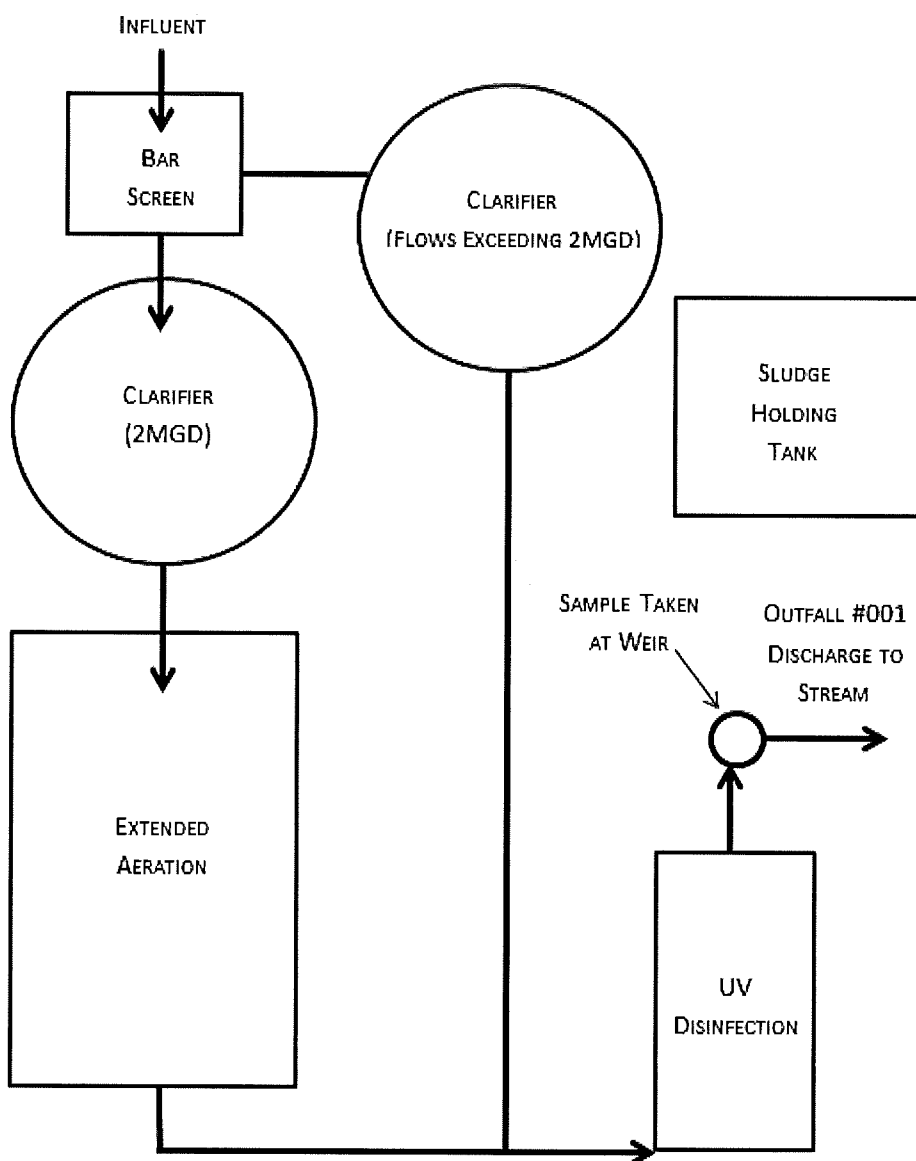 INFLUENT
BAR
SCREEN
CLARIFIER
(FLOWS EXCEEDING 2MGD)
CLARIFIER
(2MGD)
SLUDGE
HOLDING
TANK
SAMPLE TAKEN
AT WEIR
OUTFALL #001
DISCHARGE TO
STREAM
EXTENDED
AERATION
UV
DISINFECTION